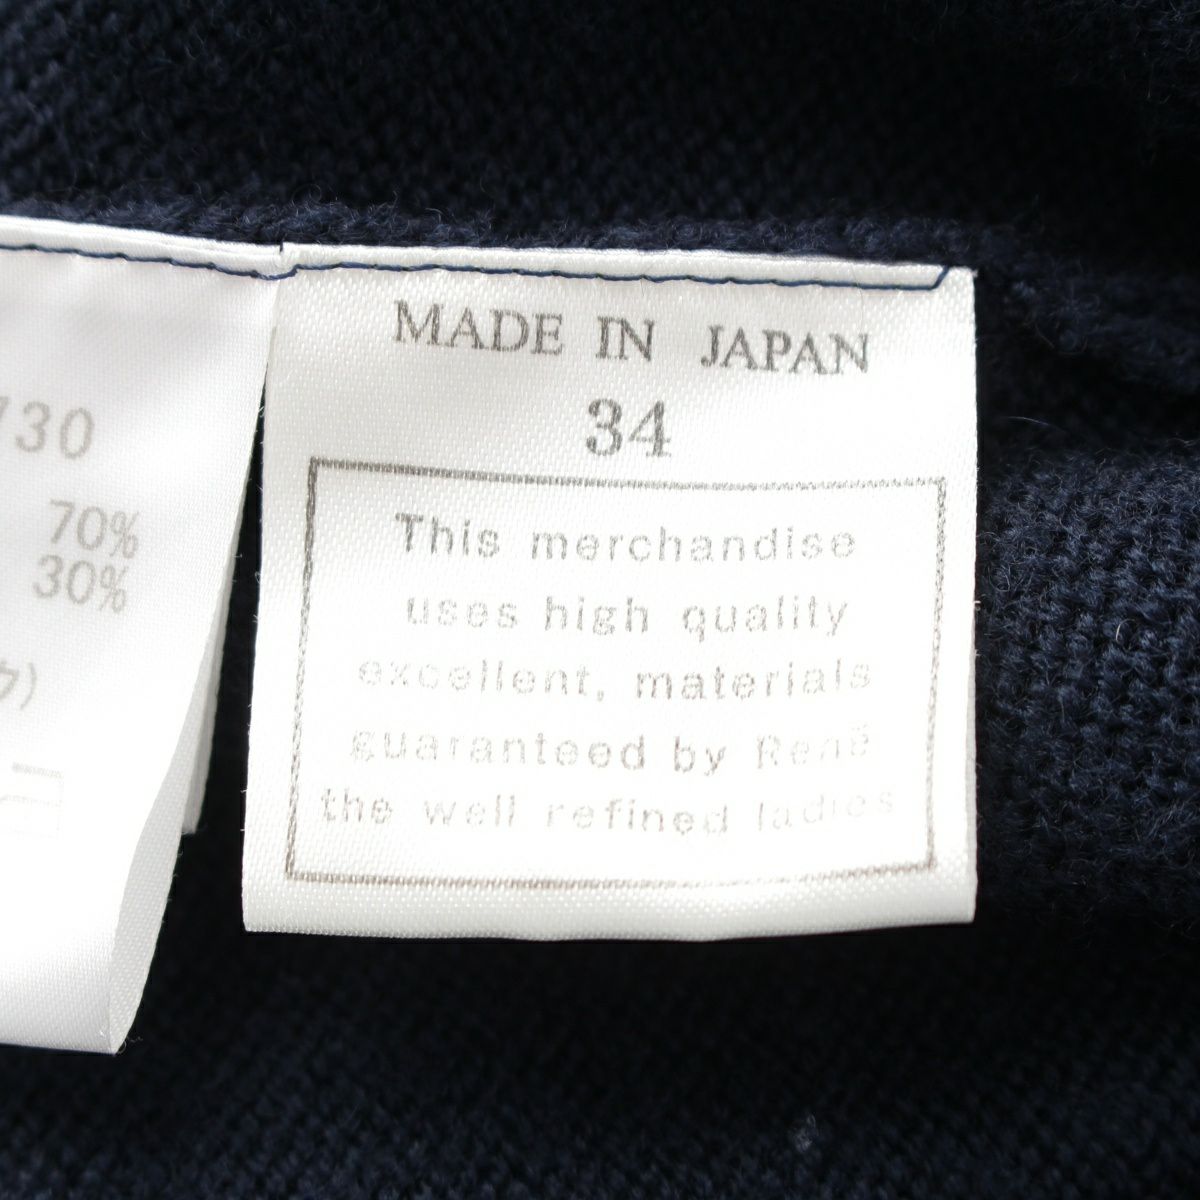 730
70%
30%
(4
MADE IN JAPAN
34
This merchandise
uses high quality
excellent, materials
guaranteed by René
the well refined ladies